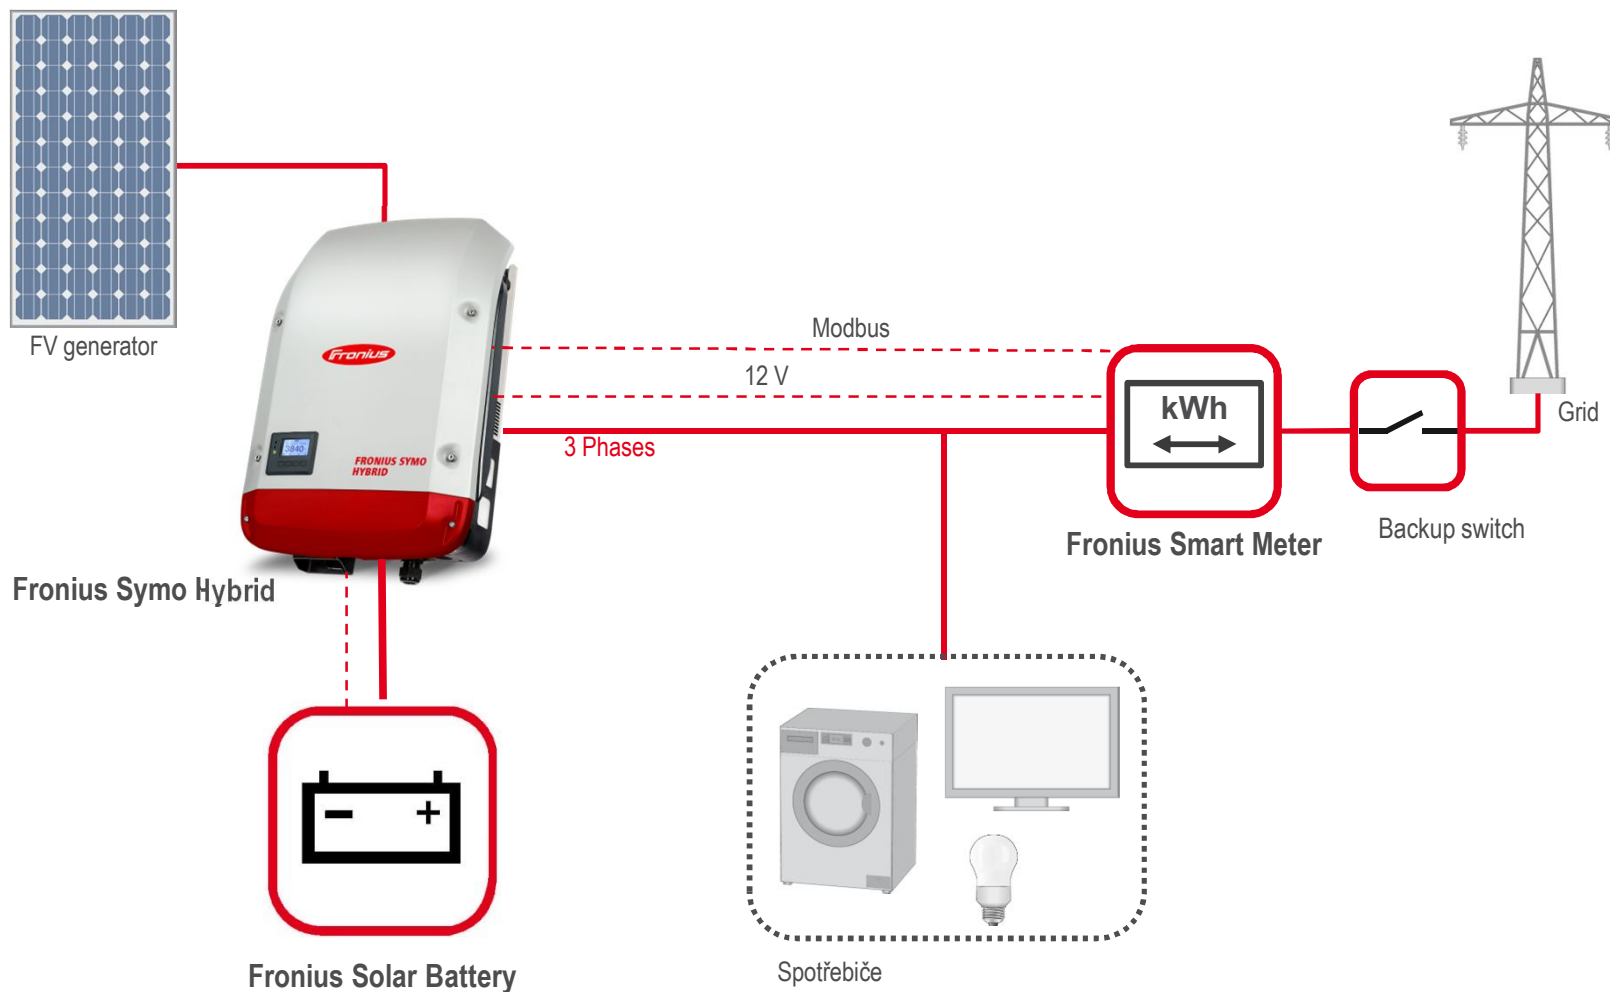 FV generator
Fronius
Modbus
12 V
kWh
3 Phases
3840
FRONIUS SYMO
HYBRID
Grid
Backup switch
Fronius Smart Meter
Fronius Symo Hybrid
Fronius Solar Battery
Spotřebiče